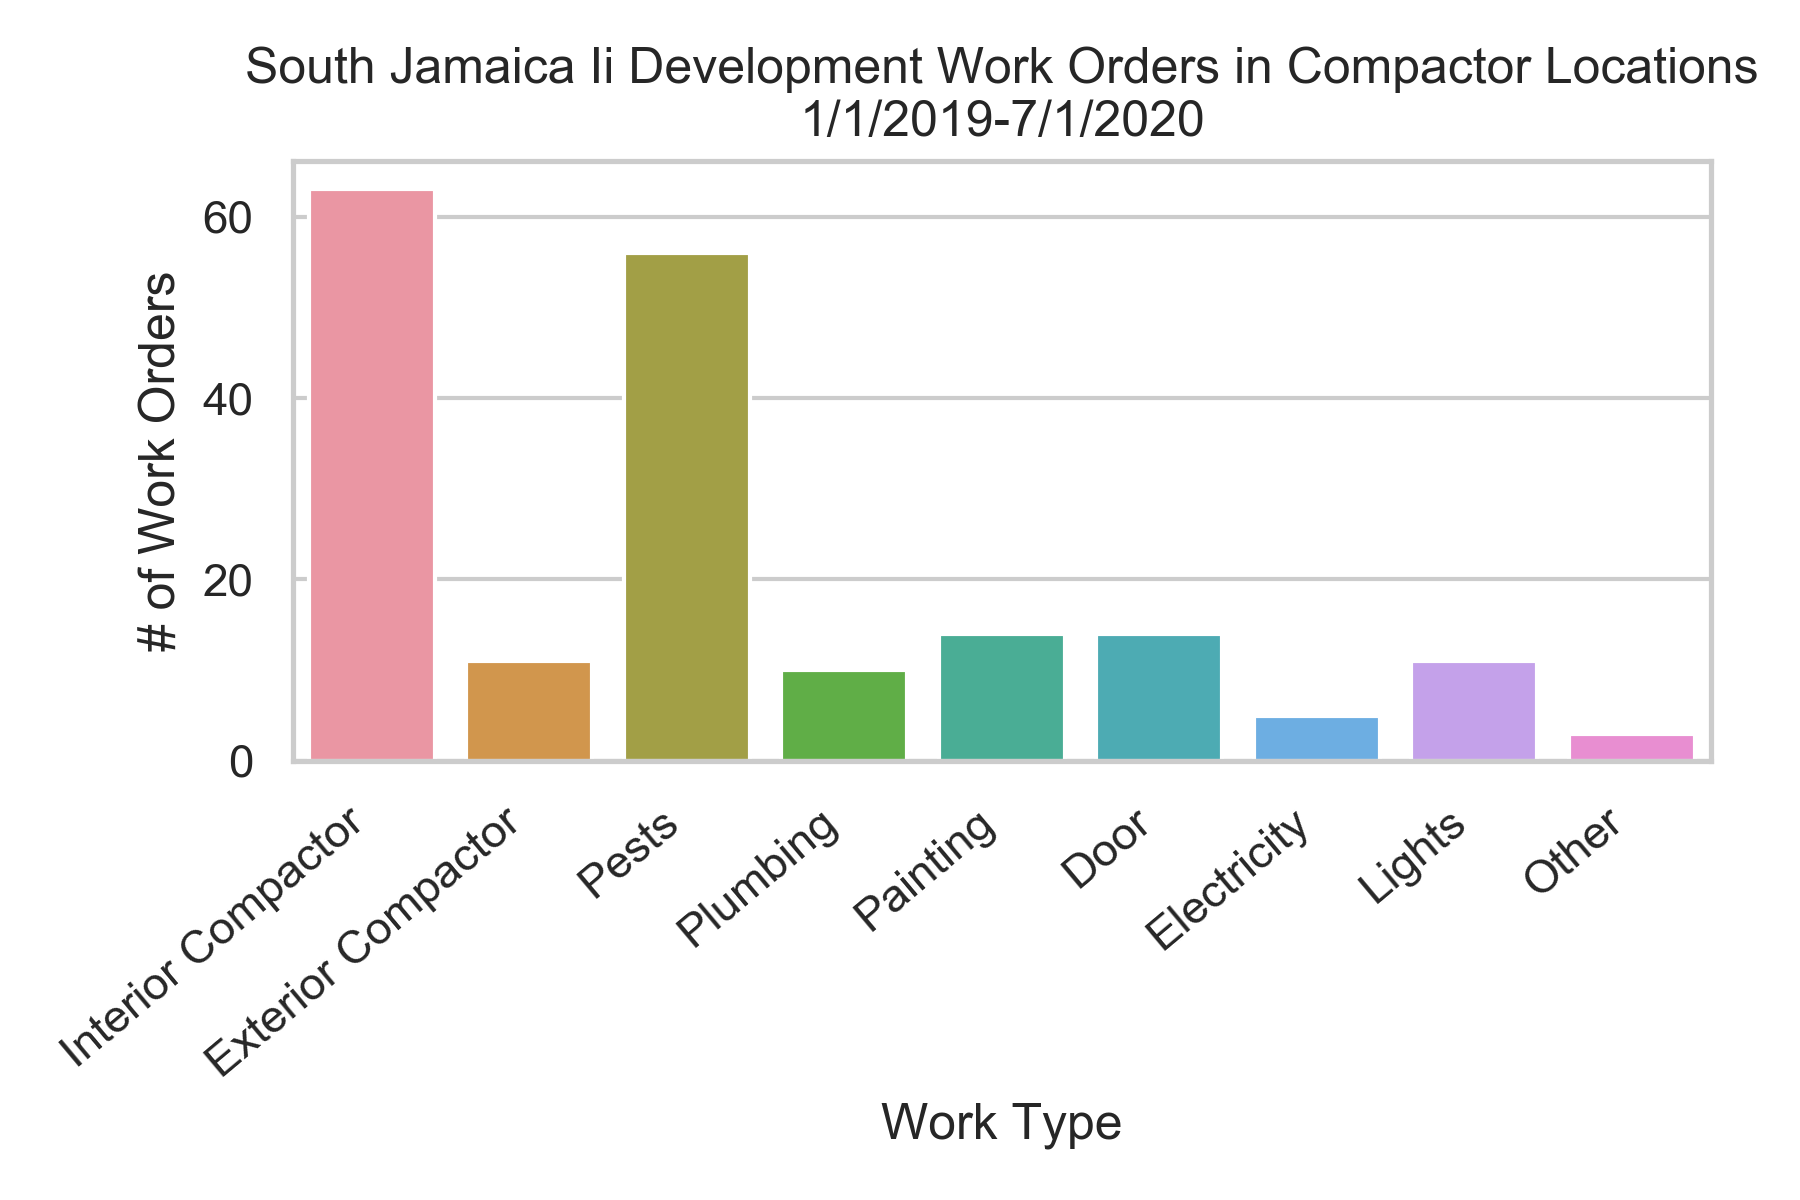 South Jamaica Ii Development Work Orders in Compactor Locations
1/1/2019-7/1/2020
# of Work Orders
60
40
20
0
Interior Compactor
Exterior Compactor
Pests
Plumbing
Painting
Door
Electricity
Lights
Other
Work Type